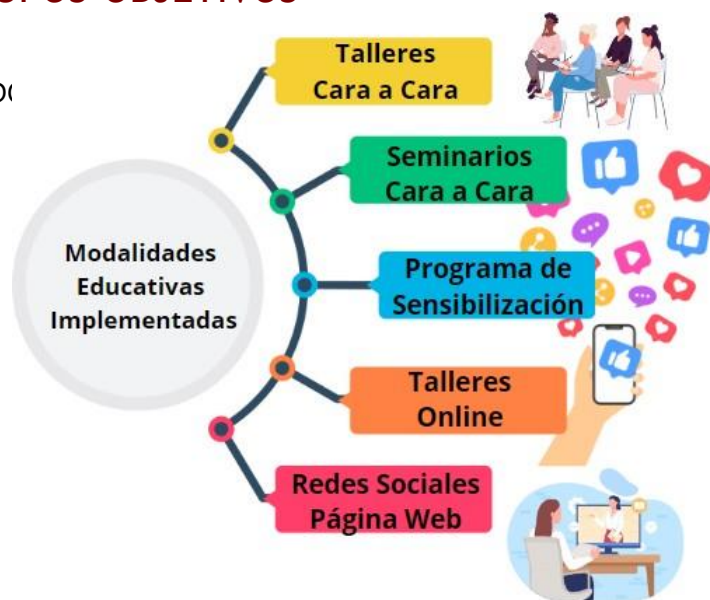 Talleres
Cara a Cara
Seminarios
Cara a Cara
Programa de
Sensibilización
Modalidades
Educativas
Implementadas
Talleres
Online
Redes Sociales
Página Web